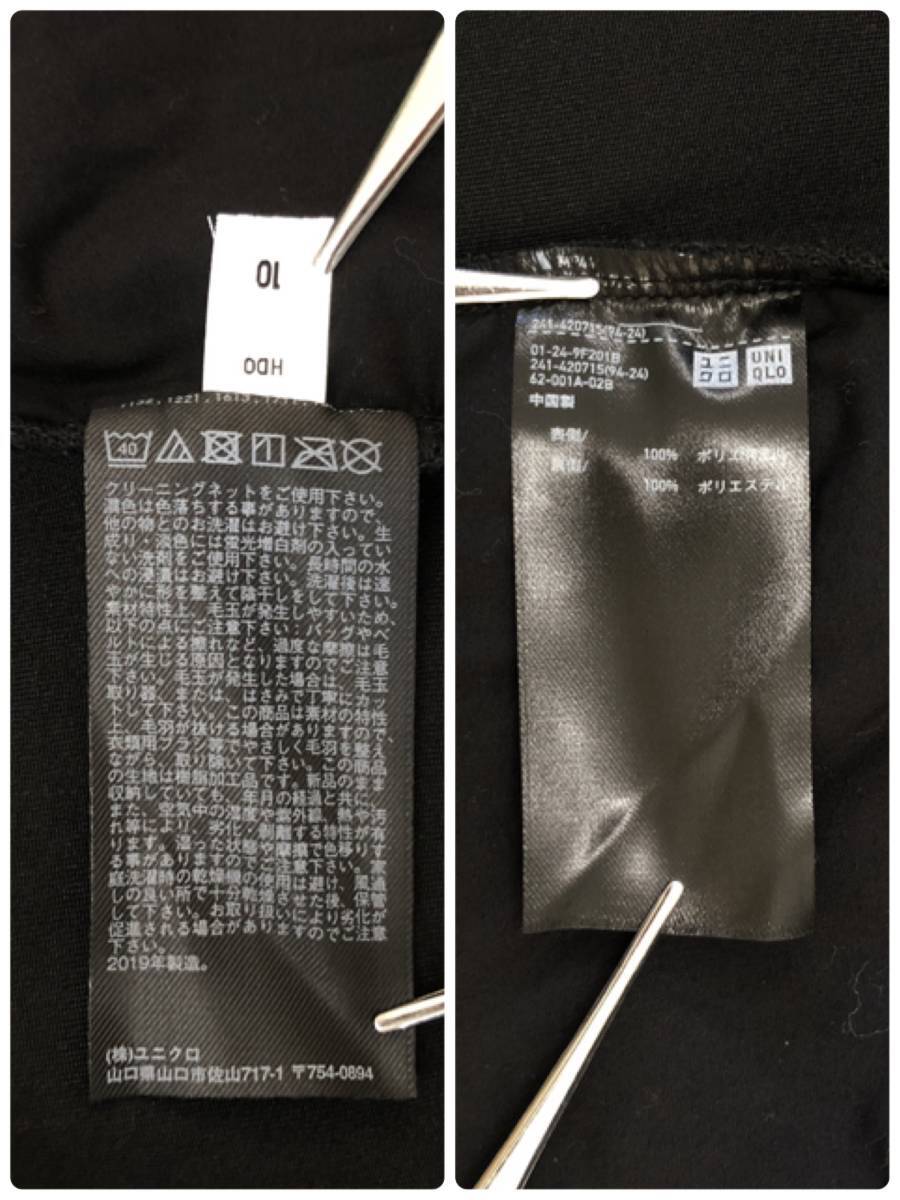 10
HDO
40
クリーニングネットをご使用下さい。
濃色は色落ちする事がありますので、
他の物とのお洗濯はお避け下さい。生
成り・淡色には電光増白剤の入ってい
ない洗剤をご使用下さい。長時間の水
への浸漬はお避け下さい。洗濯後は速
やかに形を整えて陰干しをして下さい。
素材特性上、毛玉が発生しやすいため、
以下の点にご注意下さい：バッグやベ
ルトによる擦れなど、過度な摩擦は毛
玉が生じる原因となりますのでご注意
下さい。毛玉が発生した場合は、毛玉
取り器、または、はさみで丁寧にカッ
トして下さい。この商品は素材の特性
上、毛羽が抜ける場合がありますので、
衣類用ブラシ等でやさしく毛羽を整え
ながら、取り除いて下さい。この商品
の生地は樹脂加工品です。新品のまま
収納していても、年月の経過と共に、
また、空気中の湿度や紫外線、熱や汚
れ等により、劣化・剥離する特性が有
ります。湿った状態や摩擦で色移りす
る事がありますのでご注意下さい。家
庭洗濯時の乾燥機の使用は避け、風通
しの良い所で十分乾燥させた後、保管
して下さい。お取り扱いにより劣化が
促進される場合がありますのでご注意
下さい。
2019年製造。
(株)ユニクロ
山口県山口市佐山717-1 〒754-0894
241-420715(94-24)
01-24-9F201B
241-420715(94-24)
62-001A-02B
中国製
ユニクロ
UNI
QLO
表側/
100% ポリエステル
裏側/
100% ポリエステル